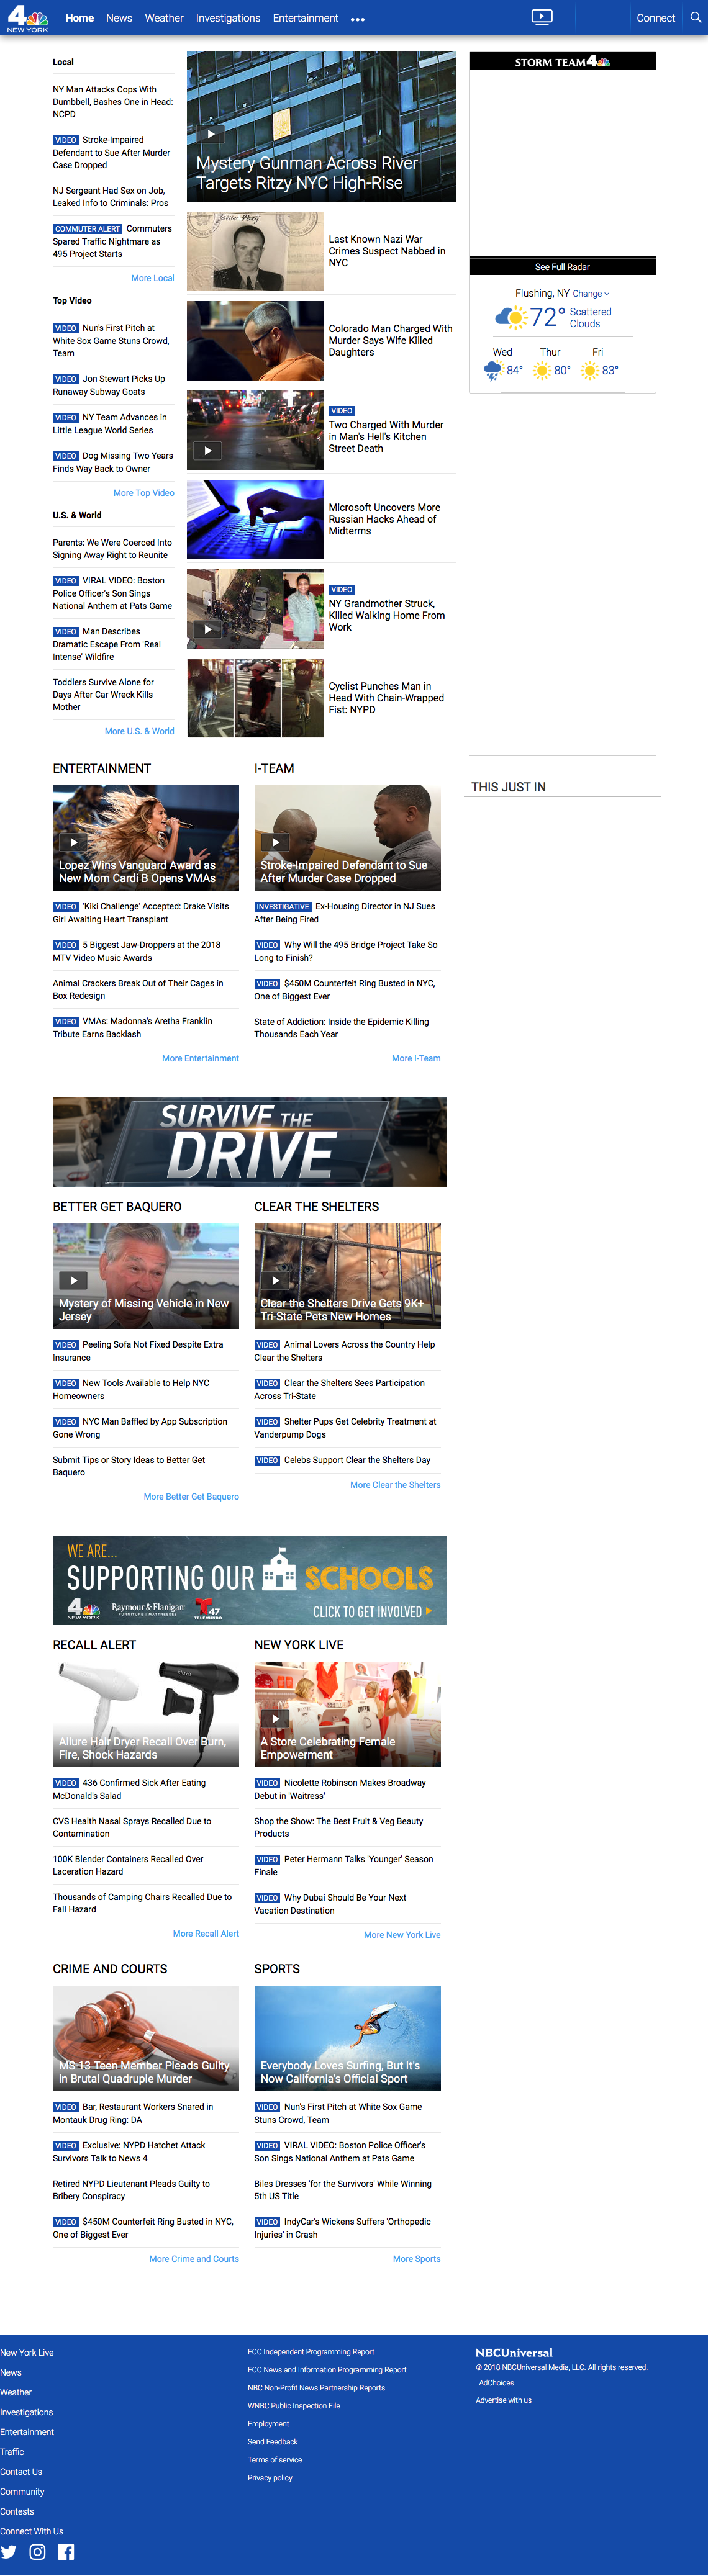 4
NEW YORK
Home
News
Weather
Investigations
Entertainment
Connect
Local
NY Man Attacks Cops With
Dumbbell, Bashes One in Head:
NCPD
VIDEO Stroke-Impaired
Defendant to Sue After Murder
Case Dropped
NJ Sergeant Had Sex on Job,
Leaked Info to Criminals: Pros
COMMUTER ALERT Commuters
Spared Traffic Nightmare as
495 Project Starts
More Local
Top Video
VIDEO Nun's First Pitch at
White Sox Game Stuns Crowd,
Team
VIDEO Jon Stewart Picks Up
Runaway Subway Goats
VIDEO NY Team Advances in
Little League World Series
VIDEO Dog Missing Two Years
Finds Way Back to Owner
More Top Video
U.S. & World
Parents: We Were Coerced Into
Signing Away Right to Reunite
VIDEO VIRAL VIDEO: Boston
Police Officer's Son Sings
National Anthem at Pats Game
VIDEO Man Describes
Dramatic Escape From 'Real
Intense' Wildfire
Toddlers Survive Alone for
Days After Car Wreck Kills
Mother
More U.S. & World
Mystery Gunman Across River
Targets Ritzy NYC High-Rise
Last Known Nazi War
Crimes Suspect Nabbed in
NYC
Colorado Man Charged With
Murder Says Wife Killed
Daughters
VIDEO
Two Charged With Murder
in Man's Hell's Kitchen
Street Death
Microsoft Uncovers More
Russian Hacks Ahead of
Midterms
VIDEO
NY Grandmother Struck,
Killed Walking Home From
Work
Cyclist Punches Man in
Head With Chain-Wrapped
Fist: NYPD
STORM TEAM 4
See Full Radar
Flushing, NY Change
72° Scattered
Clouds
Wed Thur Fri
84° 80° 83°
THIS JUST IN
ENTERTAINMENT
Lopez Wins Vanguard Award as
New Mom Cardi B Opens VMAs
VIDEO 'Kiki Challenge' Accepted: Drake Visits
Girl Awaiting Heart Transplant
VIDEO 5 Biggest Jaw-Droppers at the 2018
MTV Video Music Awards
Animal Crackers Break Out of Their Cages in
Box Redesign
VIDEO VMAs: Madonna's Aretha Franklin
Tribute Earns Backlash
More Entertainment
I-TEAM
Stroke-Impaired Defendant to Sue
After Murder Case Dropped
INVESTIGATIVE Ex-Housing Director in NJ Sues
After Being Fired
VIDEO Why Will the 495 Bridge Project Take So
Long to Finish?
VIDEO $450M Counterfeit Ring Busted in NYC,
One of Biggest Ever
State of Addiction: Inside the Epidemic Killing
Thousands Each Year
More I-Team
SURVIVE THE
DRIVE
BETTER GET BAQUERO
Mystery of Missing Vehicle in New
Jersey
VIDEO Peeling Sofa Not Fixed Despite Extra
Insurance
VIDEO New Tools Available to Help NYC
Homeowners
VIDEO NYC Man Baffled by App Subscription
Gone Wrong
Submit Tips or Story Ideas to Better Get
Baquero
More Better Get Baquero
CLEAR THE SHELTERS
Clear the Shelters Drive Gets 9K+
Tri-State Pets New Homes
VIDEO Animal Lovers Across the Country Help
Clear the Shelters
VIDEO Clear the Shelters Sees Participation
Across Tri-State
VIDEO Shelter Pups Get Celebrity Treatment at
Vanderpump Dogs
VIDEO Celebs Support Clear the Shelters Day
More Clear the Shelters
WE ARE...
SUPPORTING OUR SCHOOLS
4 NEW YORK
Raymour & Flanigan
FURNITURE | MATTRESSES
47
TELEMUNDO
CLICK TO GET INVOLVED
RECALL ALERT
Allure Hair Dryer Recall Over Burn,
Fire, Shock Hazards
VIDEO 436 Confirmed Sick After Eating
McDonald's Salad
CVS Health Nasal Sprays Recalled Due to
Contamination
100K Blender Containers Recalled Over
Laceration Hazard
Thousands of Camping Chairs Recalled Due to
Fall Hazard
More Recall Alert
NEW YORK LIVE
A Store Celebrating Female
Empowerment
VIDEO Nicolette Robinson Makes Broadway
Debut in 'Waitress'
Shop the Show: The Best Fruit & Veg Beauty
Products
VIDEO Peter Hermann Talks 'Younger' Season
Finale
VIDEO Why Dubai Should Be Your Next
Vacation Destination
More New York Live
CRIME AND COURTS
MS-13 Teen Member Pleads Guilty
in Brutal Quadruple Murder
VIDEO Bar, Restaurant Workers Snared in
Montauk Drug Ring: DA
VIDEO Exclusive: NYPD Hatchet Attack
Survivors Talk to News 4
Retired NYPD Lieutenant Pleads Guilty to
Bribery Conspiracy
VIDEO $450M Counterfeit Ring Busted in NYC,
One of Biggest Ever
More Crime and Courts
SPORTS
Everybody Loves Surfing, But It's
Now California's Official Sport
VIDEO Nun's First Pitch at White Sox Game
Stuns Crowd, Team
VIDEO VIRAL VIDEO: Boston Police Officer's
Son Sings National Anthem at Pats Game
Biles Dresses 'for the Survivors' While Winning
5th US Title
VIDEO IndyCar's Wickens Suffers 'Orthopedic
Injuries' in Crash
More Sports
New York Live
News
Weather
Investigations
Entertainment
Traffic
Contact Us
Community
Contests
Connect With Us
FCC Independent Programming Report
FCC News and Information Programming Report
NBC Non-Profit News Partnership Reports
WNBC Public Inspection File
Employment
Send Feedback
Terms of service
Privacy policy
NBCUniversal
© 2018 NBCUniversal Media, LLC. All rights reserved.
AdChoices
Advertise with us